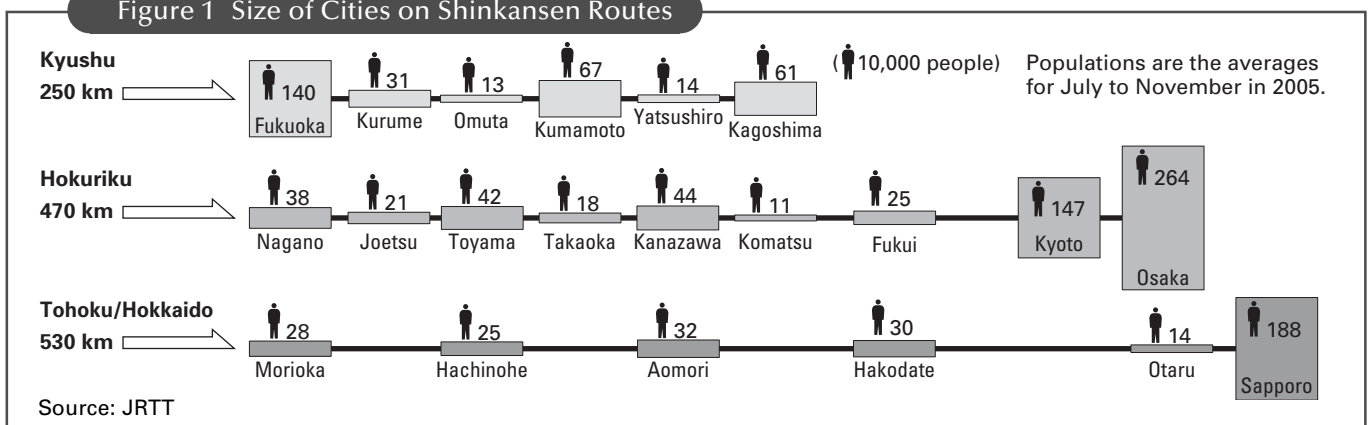 Figure 1 Size of Cities on Shinkansen Routes
Kyushu
250 km
140
Fukuoka
31
Kurume
13
Omuta
67
Kumamoto
14
Yatsushiro
61
Kagoshima
( 10,000 people)
Populations are the averages
for July to November in 2005.
Hokuriku
470 km
38
Nagano
21
Joetsu
42
Toyama
18
Takaoka
44
Kanazawa
11
Komatsu
25
Fukui
147
Kyoto
264
Osaka
Tohoku/Hokkaido
530 km
28
Morioka
25
Hachinohe
32
Aomori
30
Hakodate
14
Otaru
188
Sapporo
Source: JRTT